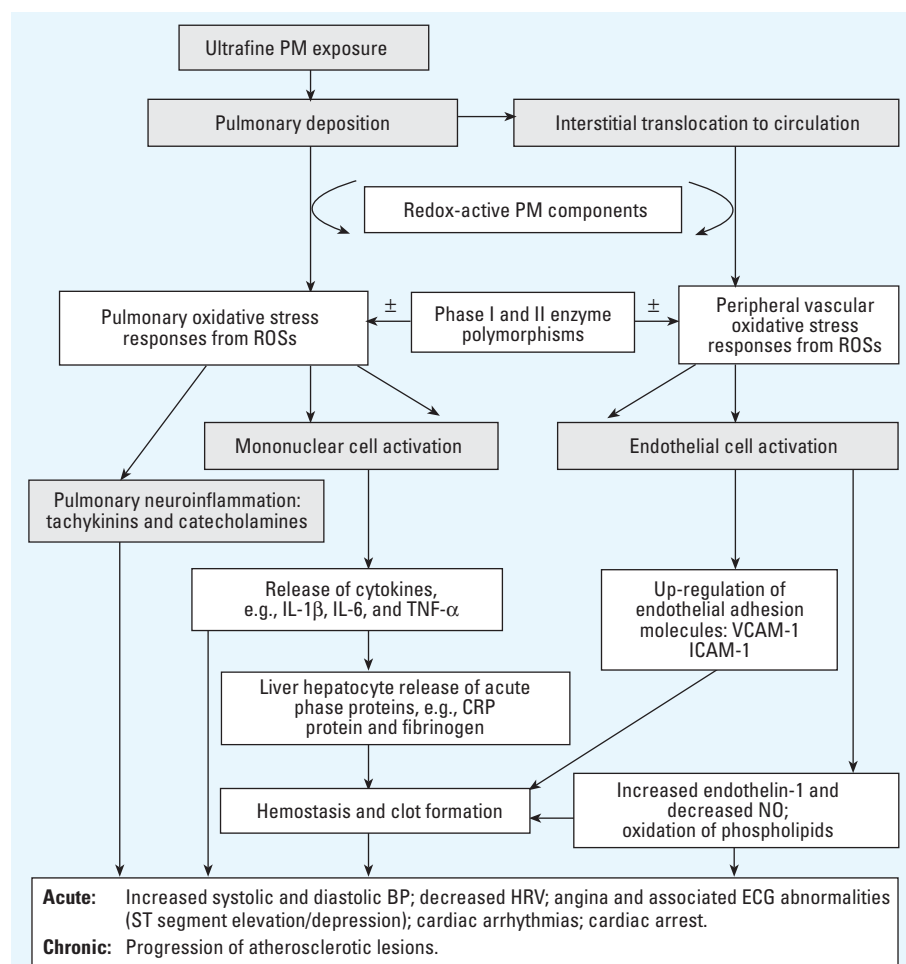 Ultrafine PM exposure
Pulmonary deposition
Interstitial translocation to circulation
Redox-active PM components
Pulmonary oxidative stress
responses from ROSs
±
Phase I and II enzyme
polymorphisms
±
Peripheral vascular
oxidative stress
responses from ROSs
Mononuclear cell activation
Endothelial cell activation
Pulmonary neuroinflammation:
tachykinins and catecholamines
Release of cytokines,
e.g., IL-1β, IL-6, and TNF-α
Up-regulation of
endothelial adhesion
molecules: VCAM-1
ICAM-1
Liver hepatocyte release of acute
phase proteins, e.g., CRP
protein and fibrinogen
Hemostasis and clot formation
Increased endothelin-1 and
decreased NO;
oxidation of phospholipids
Acute: Increased systolic and diastolic BP; decreased HRV; angina and associated ECG abnormalities
(ST segment elevation/depression); cardiac arrhythmias; cardiac arrest.
Chronic: Progression of atherosclerotic lesions.